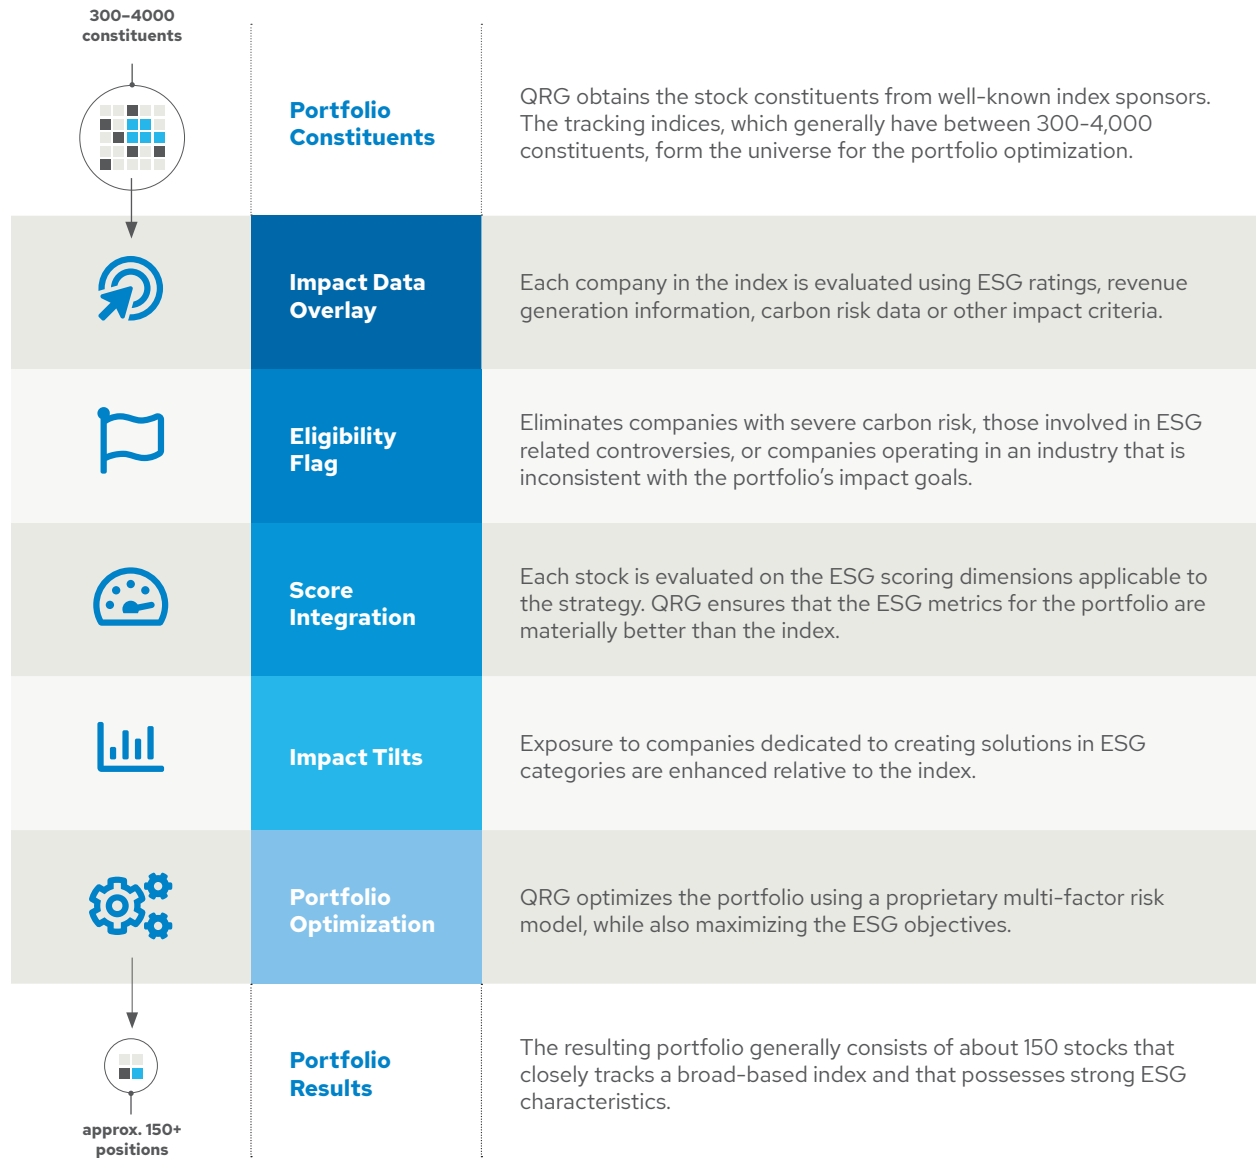 300–4000
constituents
Portfolio
Constituents
QRG obtains the stock constituents from well-known index sponsors.
The tracking indices, which generally have between 300-4,000
constituents, form the universe for the portfolio optimization.
Impact Data
Overlay
Each company in the index is evaluated using ESG ratings, revenue
generation information, carbon risk data or other impact criteria.
Eligibility
Flag
Eliminates companies with severe carbon risk, those involved in ESG
related controversies, or companies operating in an industry that is
inconsistent with the portfolio’s impact goals.
Score
Integration
Each stock is evaluated on the ESG scoring dimensions applicable to
the strategy. QRG ensures that the ESG metrics for the portfolio are
materially better than the index.
Impact Tilts
Exposure to companies dedicated to creating solutions in ESG
categories are enhanced relative to the index.
Portfolio
Optimization
QRG optimizes the portfolio using a proprietary multi-factor risk
model, while also maximizing the ESG objectives.
Portfolio
Results
The resulting portfolio generally consists of about 150 stocks that
closely tracks a broad-based index and that possesses strong ESG
characteristics.
approx. 150+
positions